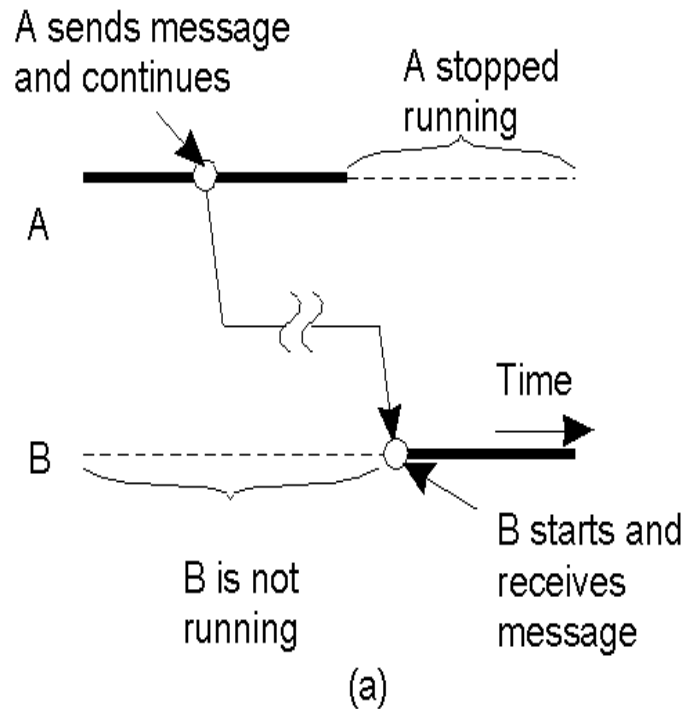 A sends message
and continues
A stopped
running
A
Time
B
B starts and
receives
message
B is not
running
(a)